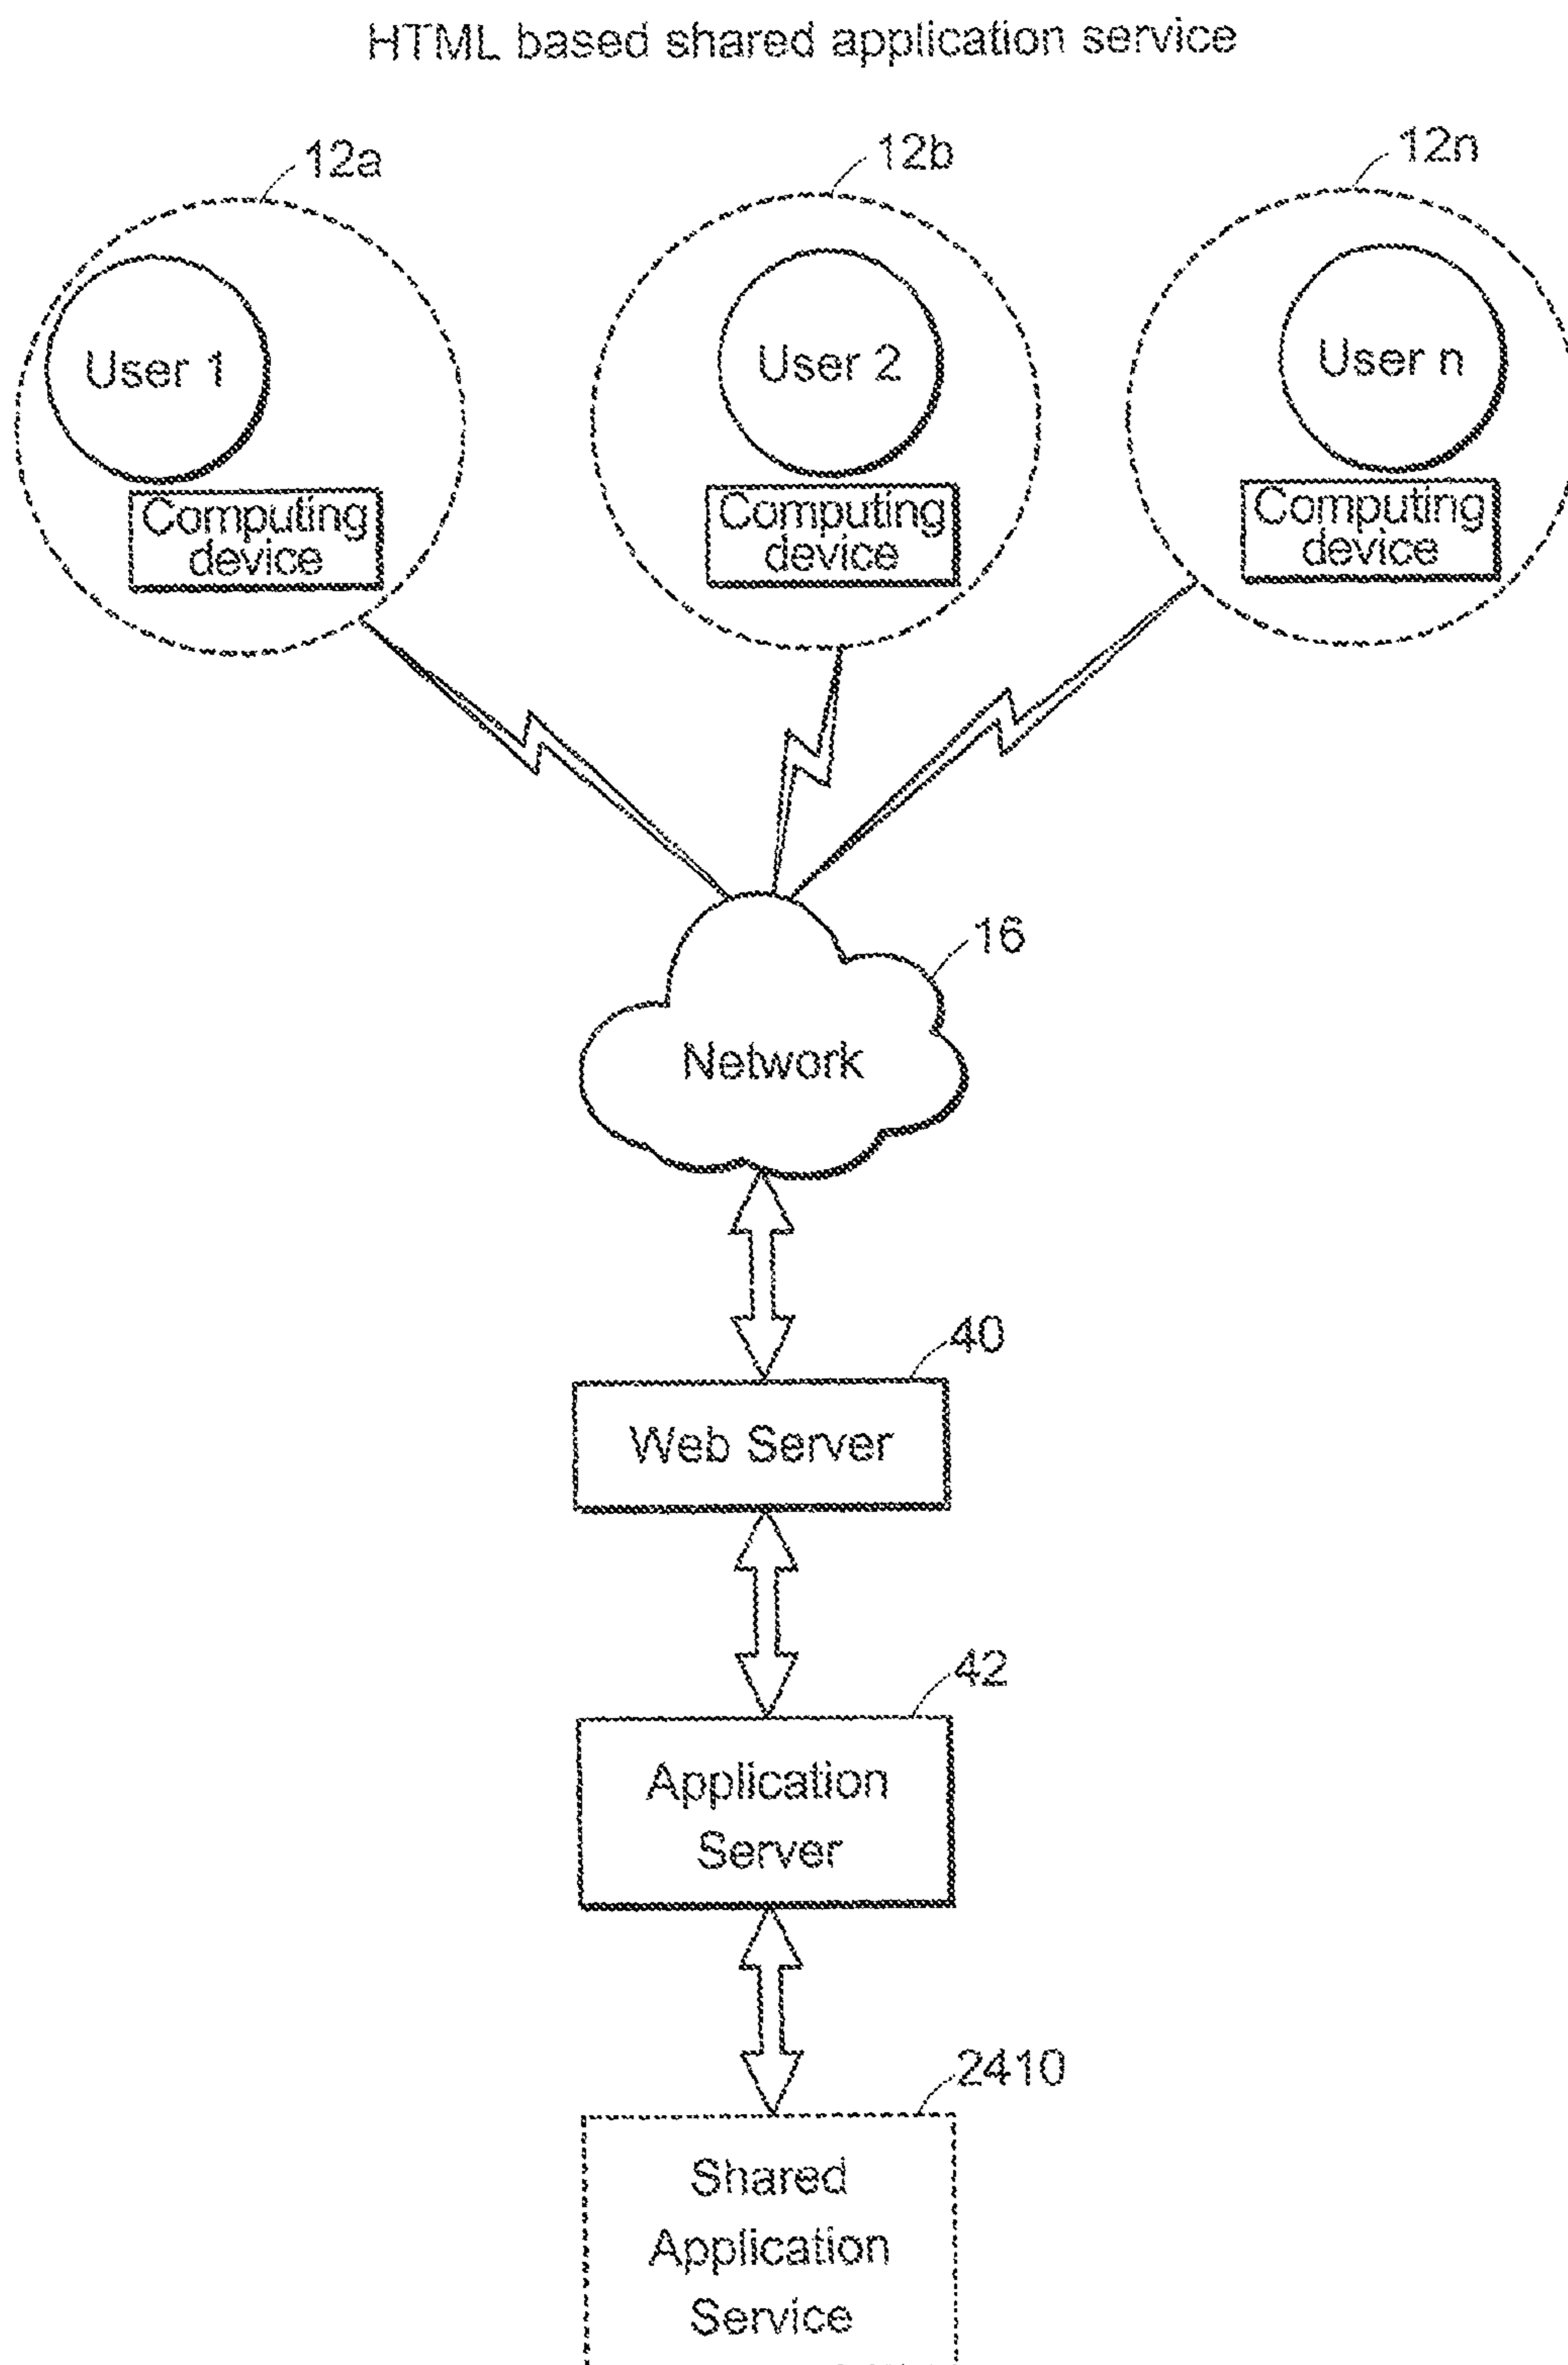 HTML based shared application service
12a
12b
12n
User 1
User 2
User n
Computing
device
Computing
device
Computing
device
16
Network
40
Web Server
42
Application
Server
2410
Shared
Application
Service